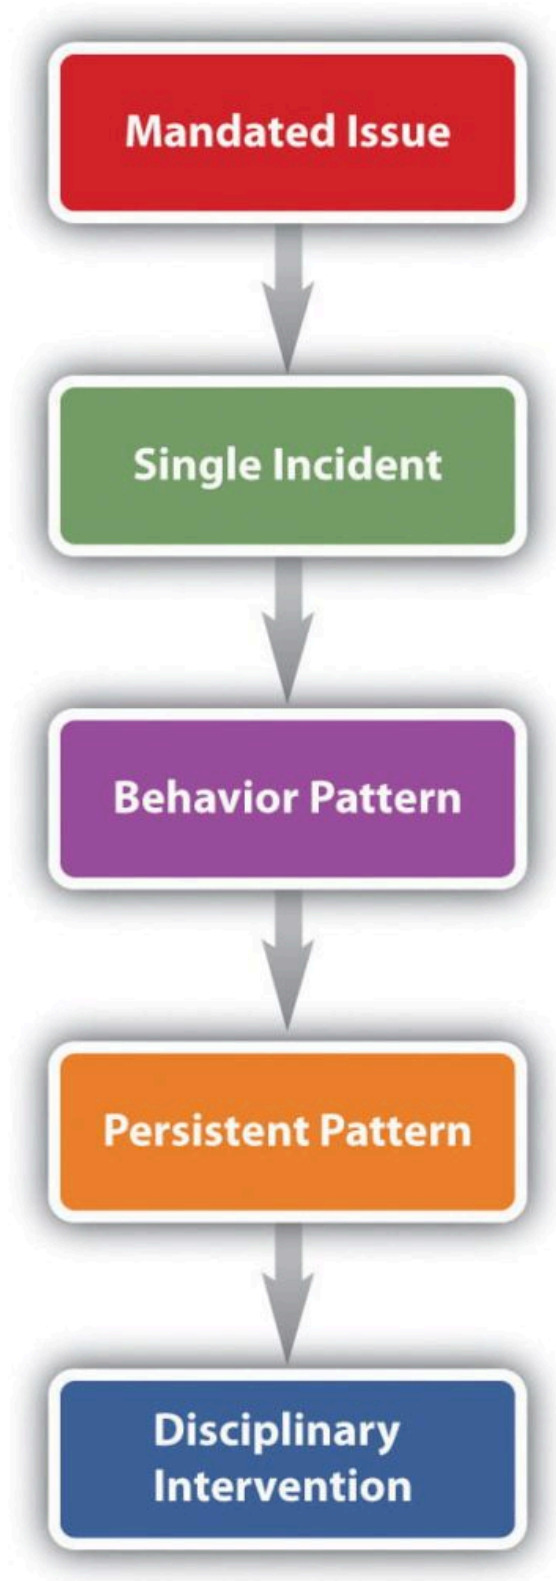 Mandated Issue
Single Incident
Behavior Pattern
Persistent Pattern
Disciplinary
Intervention